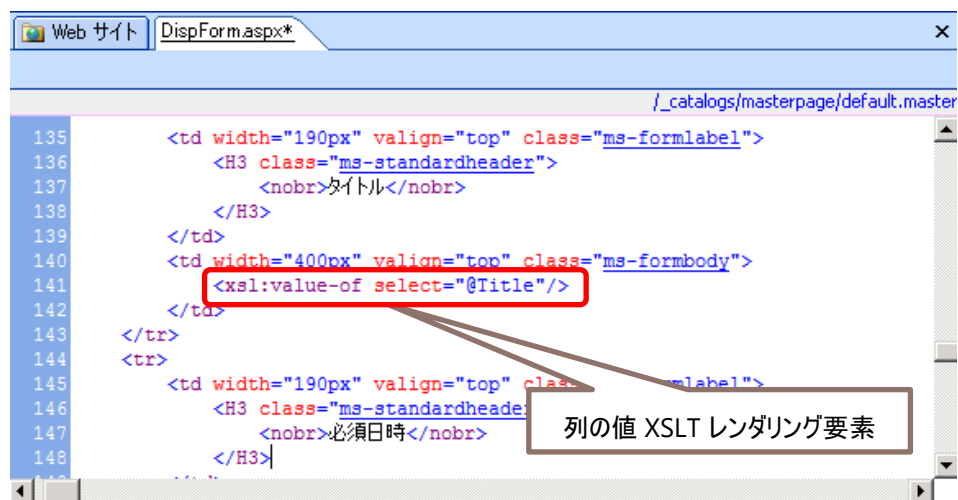 Web サイト DispForm.aspx*
/_catalogs/masterpage/default.master
135 <td width="190px" valign="top" class="ms-formlabel">
136 <H3 class="ms-standardheader">
137 <nobr>タイトル</nobr>
138 </H3>
139 </td>
140 <td width="400px" valign="top" class="ms-formbody">
141 <xsl:value-of select="@Title"/>
142 </td>
143 </tr>
144 <tr>
145 <td width="190px" valign="top" mlabel">
146 <H3 class="ms-standardheade
147 <nobr>必須日時</nobr>
148 </H3>
列の値 XSLT レンダリング要素